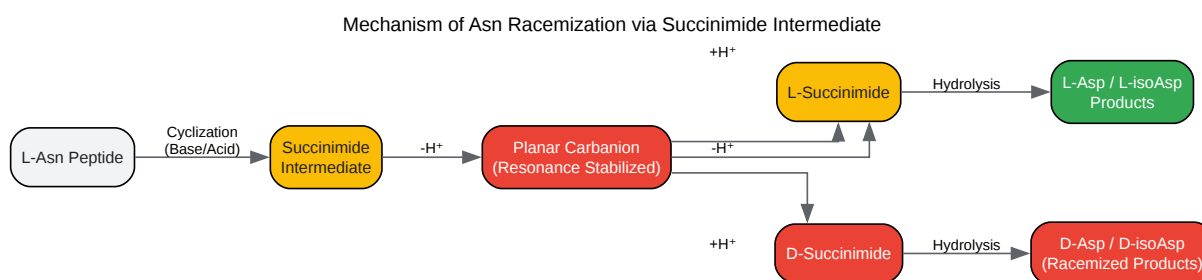 Mechanism of Asn Racemization via Succinimide Intermediate
+H⁺
L-Succinimide
Hydrolysis
L-Asp / L-isoAsp
Products
L-Asn Peptide
Cyclization
(Base/Acid)
Succinimide
Intermediate
-H⁺
Planar Carbanion
(Resonance Stabilized)
-H⁺
+H⁺
D-Succinimide
Hydrolysis
D-Asp / D-isoAsp
(Racemized Products)